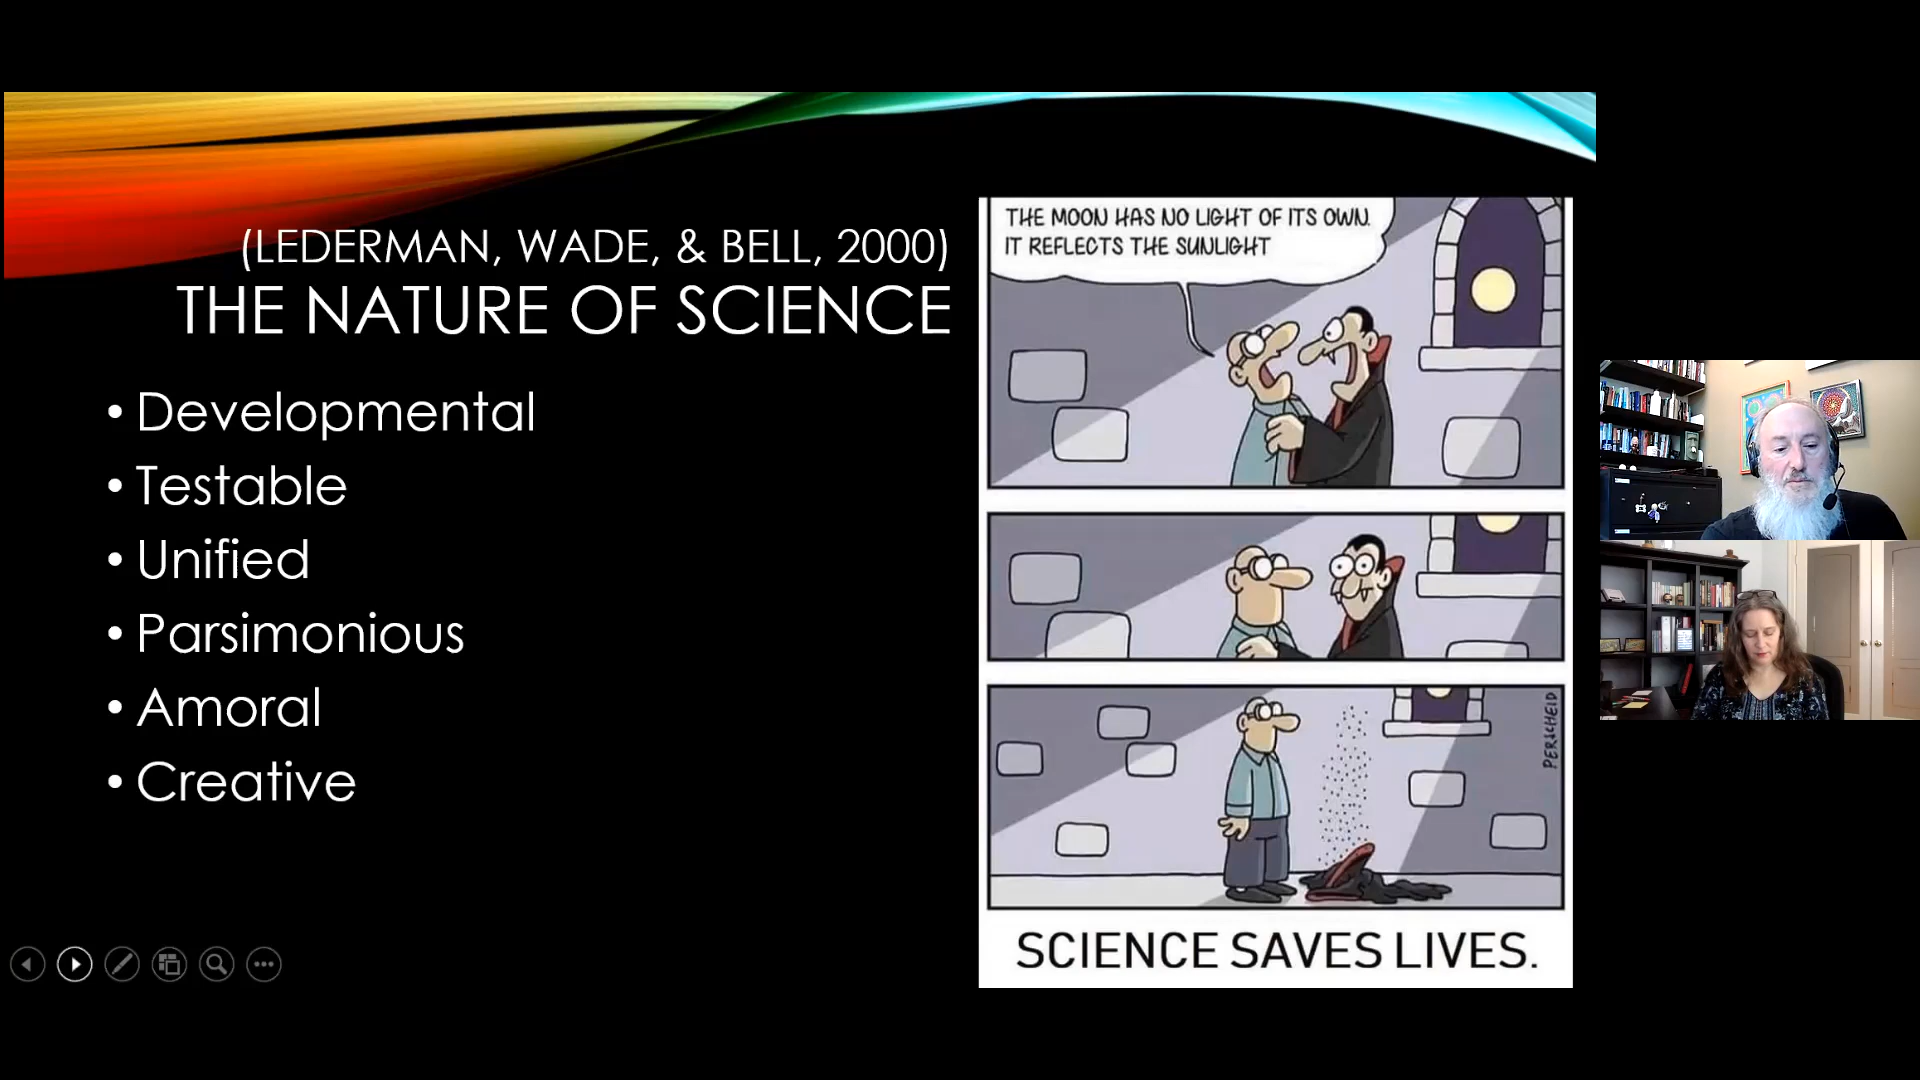 (LEDERMAN, WADE, & BELL, 2000)
THE NATURE OF SCIENCE
• Developmental
• Testable
• Unified
• Parsimonious
• Amoral
• Creative
THE MOON HAS NO LIGHT OF ITS OWN.
IT REFLECTS THE SUNLIGHT
PERSCHEID
SCIENCE SAVES LIVES.